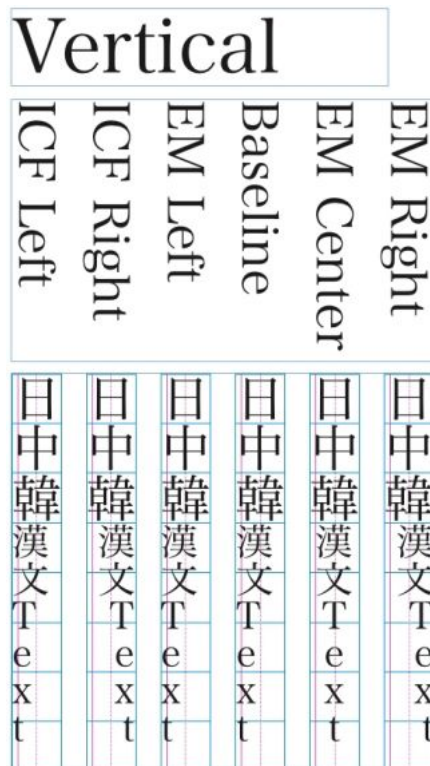 Vertical
ICF Left
ICF Right
EM Left
Baseline
EM Center
EM Right
日中韓漢文Text
日中韓漢文Text
日中韓漢文Text
日中韓漢文Text
日中韓漢文Text
日中韓漢文Text